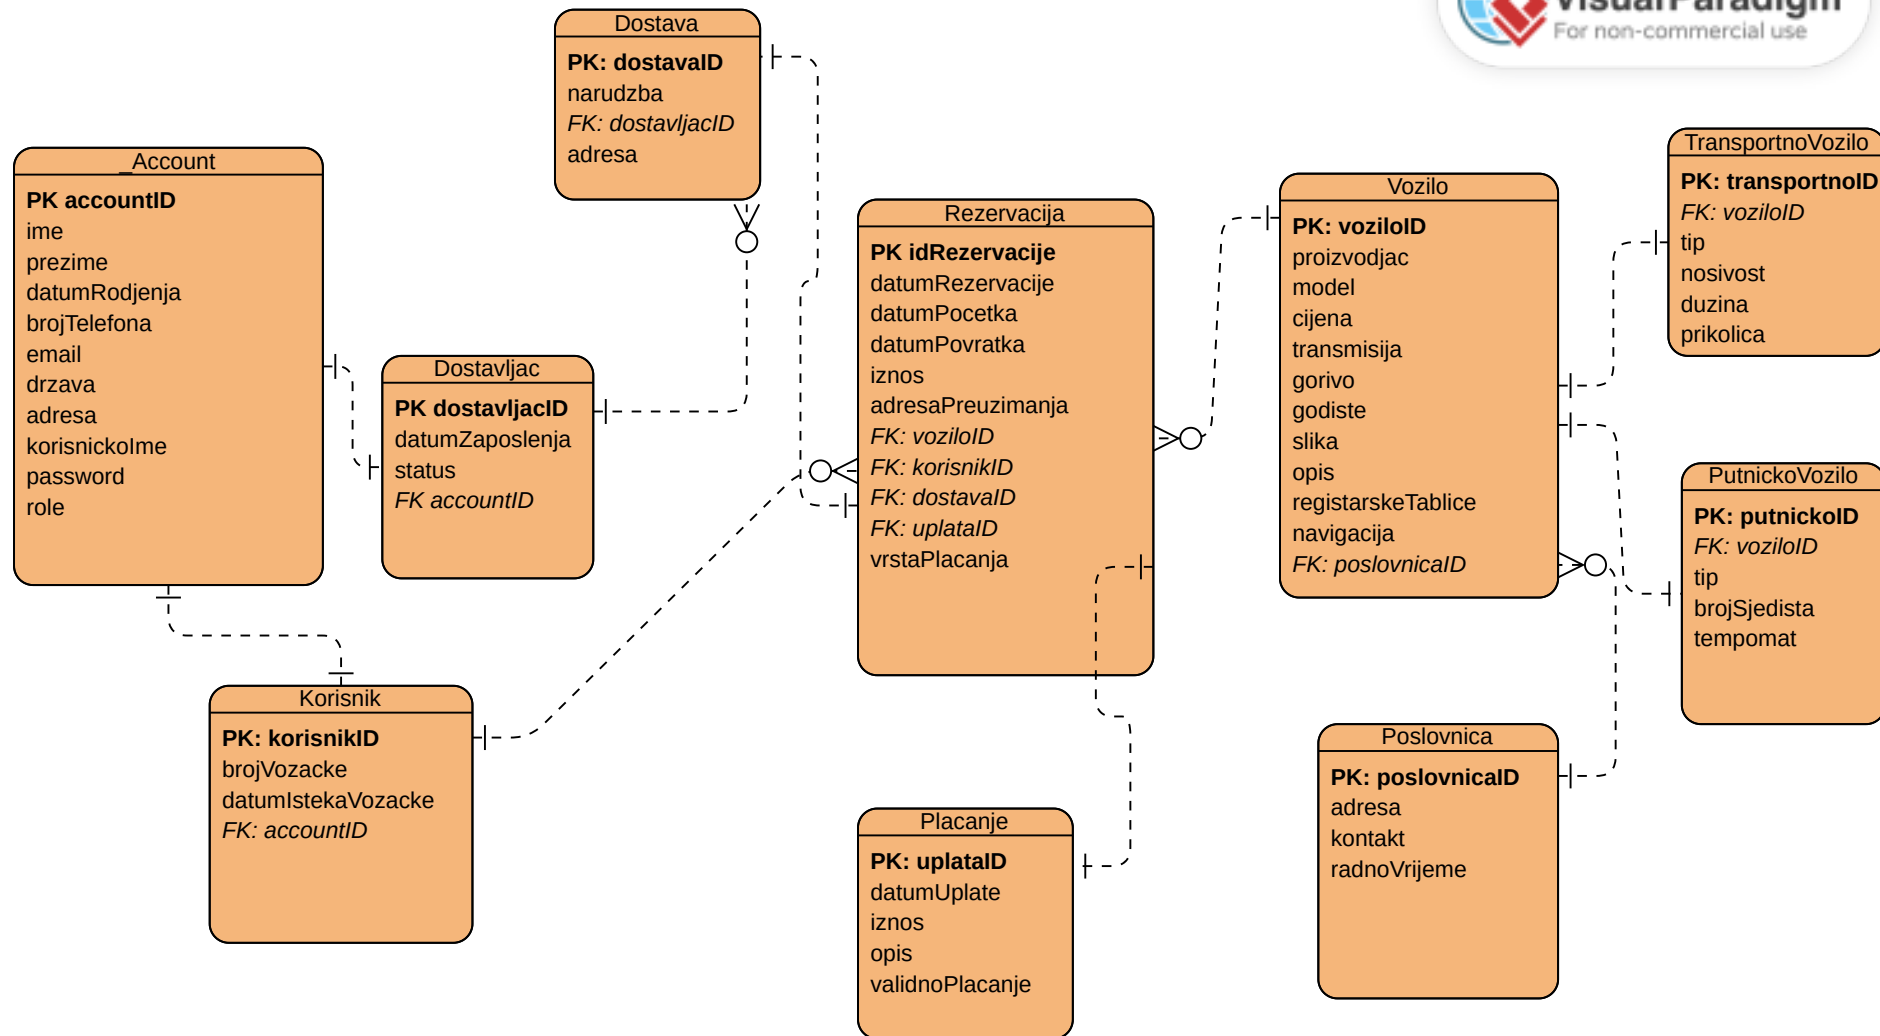 VisualParadigm
For non-commercial use
Dostava
PK: dostavaID
narudzba
FK: dostavljacID
adresa
_Account
PK accountID
ime
prezime
datumRodjenja
brojTelefona
email
drzava
adresa
korisnickoIme
password
role
Dostavljac
PK dostavljacID
datumZaposlenja
status
FK accountID
Korisnik
PK: korisnikID
brojVozacke
datumIstekaVozacke
FK: accountID
Rezervacija
PK idRezervacije
datumRezervacije
datumPocetka
datumPovratka
iznos
adresaPreuzimanja
FK: voziloID
FK: korisnikID
FK: dostavaID
FK: uplataID
vrstaPlacanja
Placanje
PK: uplataID
datumUplate
iznos
opis
validnoPlacanje
Vozilo
PK: voziloID
proizvodjac
model
cijena
transmisija
gorivo
godiste
slika
opis
registarskeTablice
navigacija
FK: poslovnicaID
Poslovnica
PK: poslovnicaID
adresa
kontakt
radnoVrijeme
TransportnoVozilo
PK: transportnoID
FK: voziloID
tip
nosivost
duzina
prikolica
PutnickoVozilo
PK: putnickoID
FK: voziloID
tip
brojSjedista
tempomat